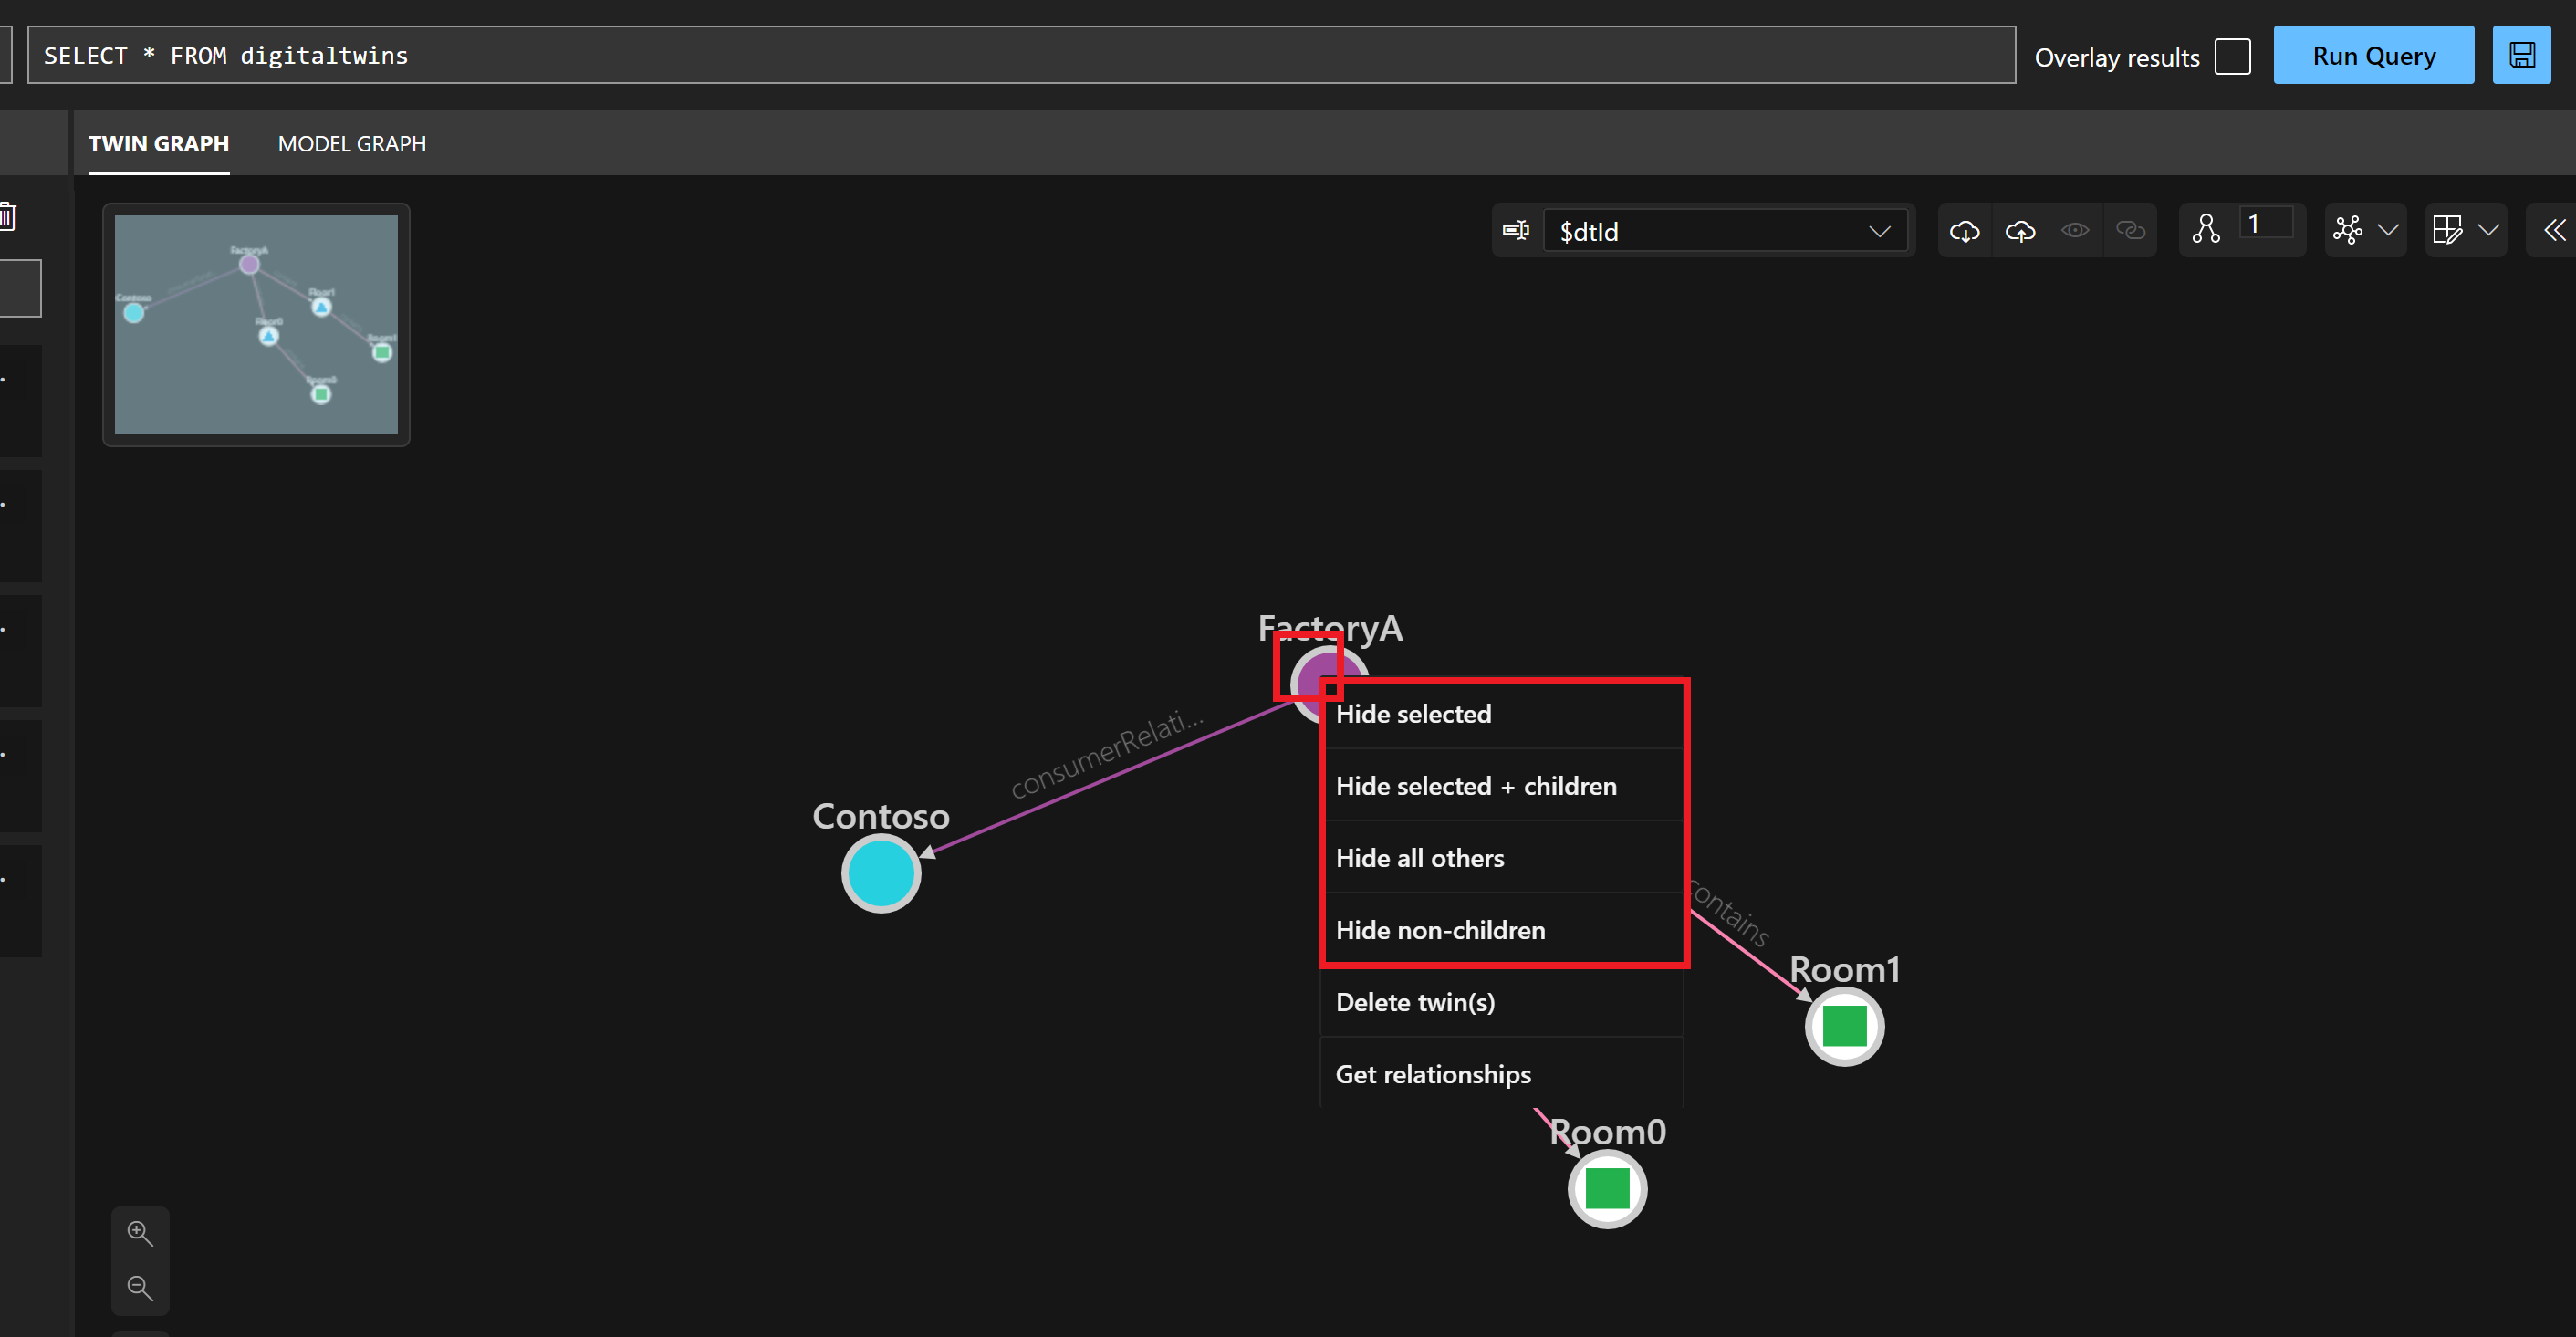 SELECT * FROM digitaltwins
Overlay results
Run Query
TWIN GRAPH
MODEL GRAPH
$dtId
1
FactoryA
Contoso
Floor1
Room0
FactoryA
Hide selected
consumerRelati...
Hide selected + children
Contoso
Hide all others
contains
Hide non-children
Room1
Delete twin(s)
Get relationships
Room0